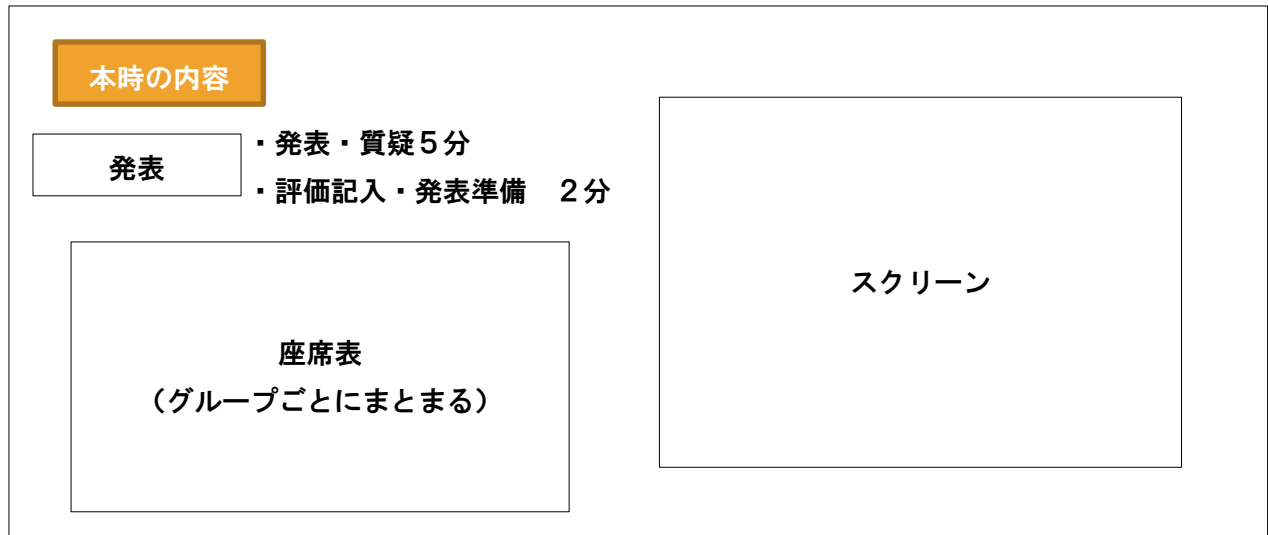 本時の内容
発表
・発表・質疑５分
・評価記入・発表準備　２分
座席表
（グループごとにまとまる）
スクリーン